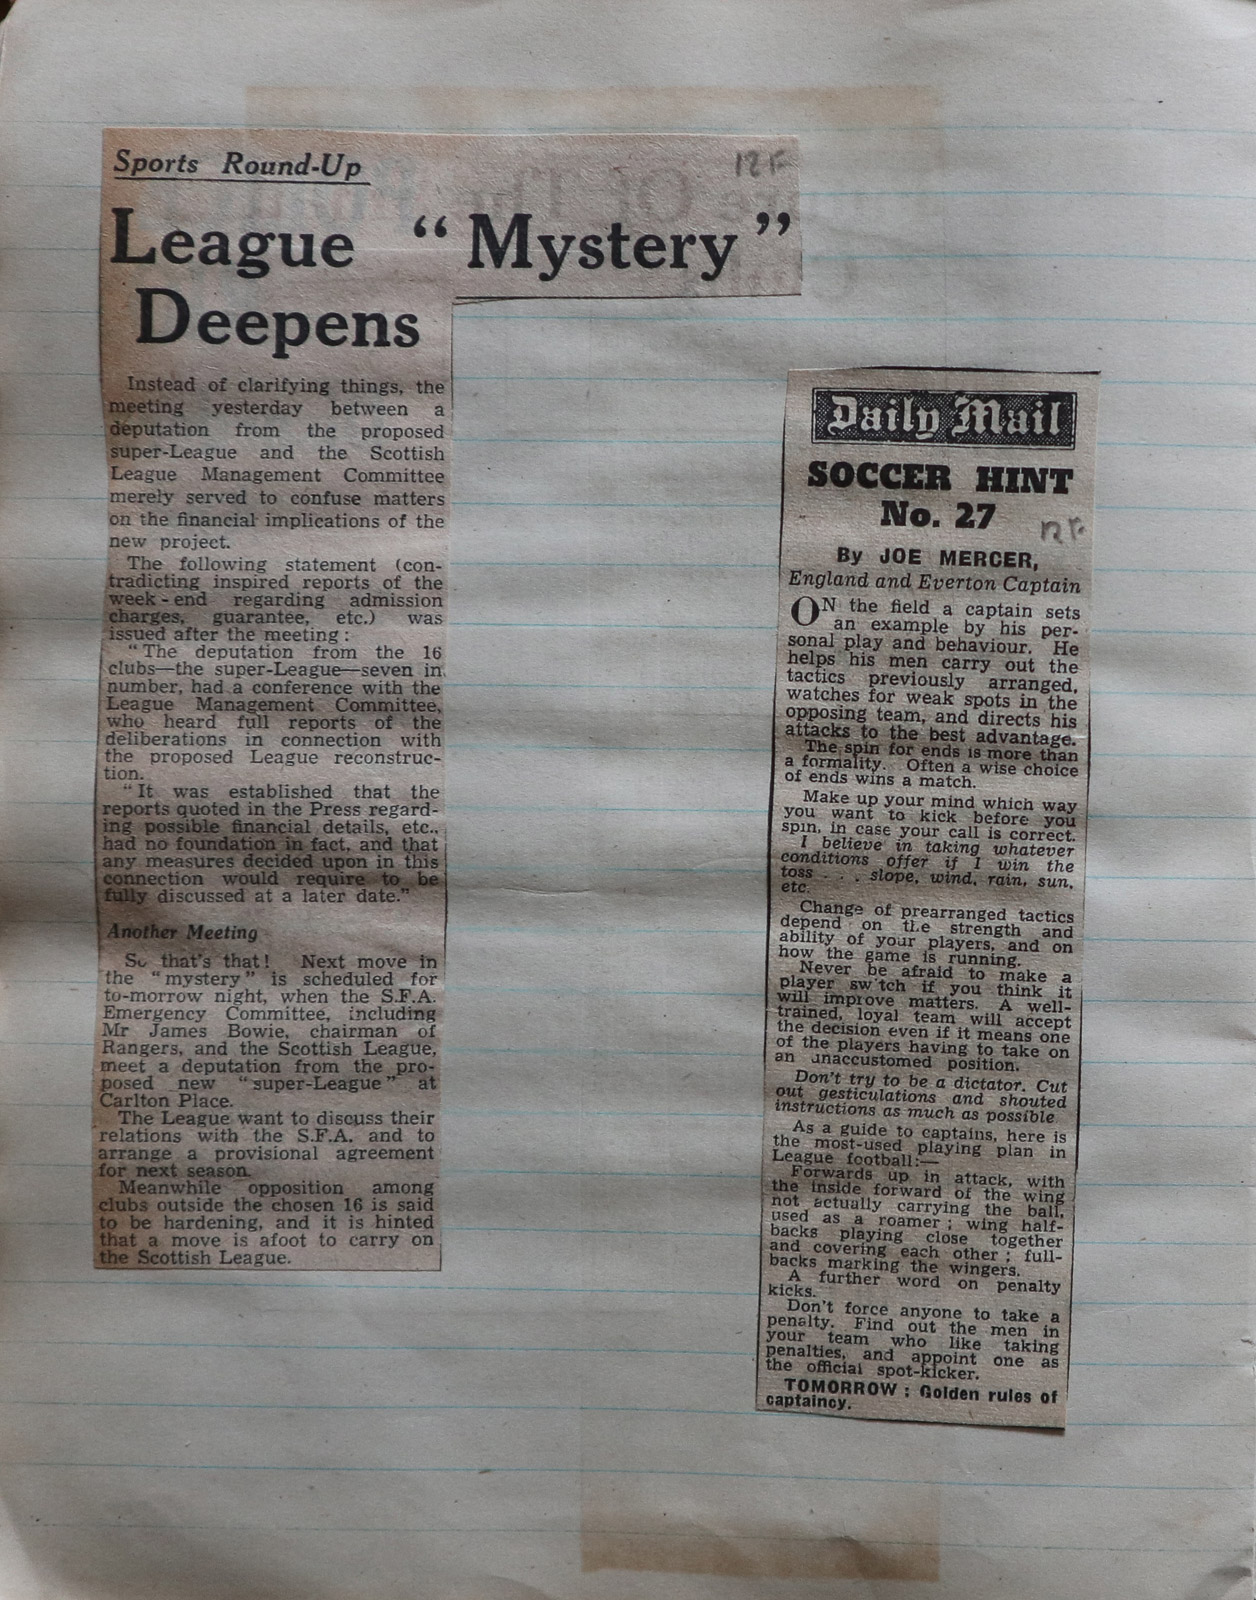 Sports Round-Up
12 F
League " Mystery "
Deepens
Instead of clarifying things, the
meeting yesterday between a
deputation from the proposed
super-League and the Scottish
League Management Committee
merely served to confuse matters
on the financial implications of the
new project.
The following statement (con-
tradicting inspired reports of the
week-end regarding admission
charges, guarantee, etc.) was
issued after the meeting :
"The deputation from the 16
clubs—the super-League—seven in
number, had a conference with the
League Management Committee,
who heard full reports of the
deliberations in connection with
the proposed League reconstruc-
tion.
"It was established that the
reports quoted in the Press regard-
ing possible financial details, etc.,
had no foundation in fact, and that
any measures decided upon in this
connection would require to be
fully discussed at a later date."
Another Meeting
So that's that! Next move in
the "mystery" is scheduled for
to-morrow night, when the S.F.A.
Emergency Committee, including
Mr James Bowie, chairman of
Rangers, and the Scottish League,
meet a deputation from the pro-
posed new "super-League" at
Carlton Place.
The League want to discuss their
relations with the S.F.A. and to
arrange a provisional agreement
for next season.
Meanwhile opposition among
clubs outside the chosen 16 is said
to be hardening, and it is hinted
that a move is afoot to carry on
the Scottish League.
Daily Mail
SOCCER HINT
No. 27
12 F.
By JOE MERCER,
England and Everton Captain
ON the field a captain sets
an example by his per-
sonal play and behaviour. He
helps his men carry out the
tactics previously arranged,
watches for weak spots in the
opposing team, and directs his
attacks to the best advantage.
The spin for ends is more than
a formality. Often a wise choice
of ends wins a match.
Make up your mind which way
you want to kick before you
spin, in case your call is correct.
I believe in taking whatever
conditions offer if I win the
toss . . . slope, wind, rain, sun,
etc.
Change of prearranged tactics
depend on the strength and
ability of your players, and on
how the game is running.
Never be afraid to make a
player sw tch if you think it
will improve matters. A well-
trained, loyal team will accept
the decision even if it means one
of the players having to take on
an unaccustomed position.
Don't try to be a dictator. Cut
out gesticulations and shouted
instructions as much as possible
As a guide to captains, here is
the most-used playing plan in
League football:—
Forwards up in attack, with
the inside forward of the wing
not actually carrying the ball,
used as a roamer ; wing half-
backs playing close together
and covering each other ; full-
backs marking the wingers.
A further word on penalty
kicks.
Don't force anyone to take a
penalty. Find out the men in
your team who like taking
penalties, and appoint one as
the official spot-kicker.
TOMORROW : Golden rules of
captaincy.